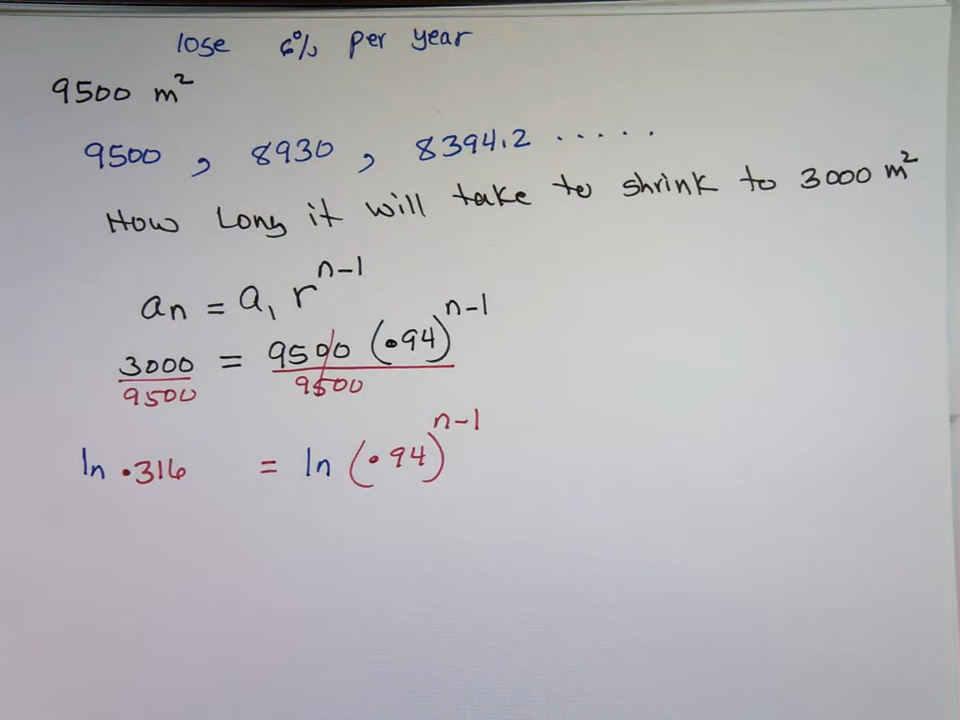 lose 6% per year
9500 m²
9500 , 8930 , 8394.2 .....
How Long it will take to shrink to 3000 m²
aₙ = a₁ rⁿ⁻¹
3000/9500 = 9500 (.94)ⁿ⁻¹/9500
ln .316 = ln (.94)ⁿ⁻¹